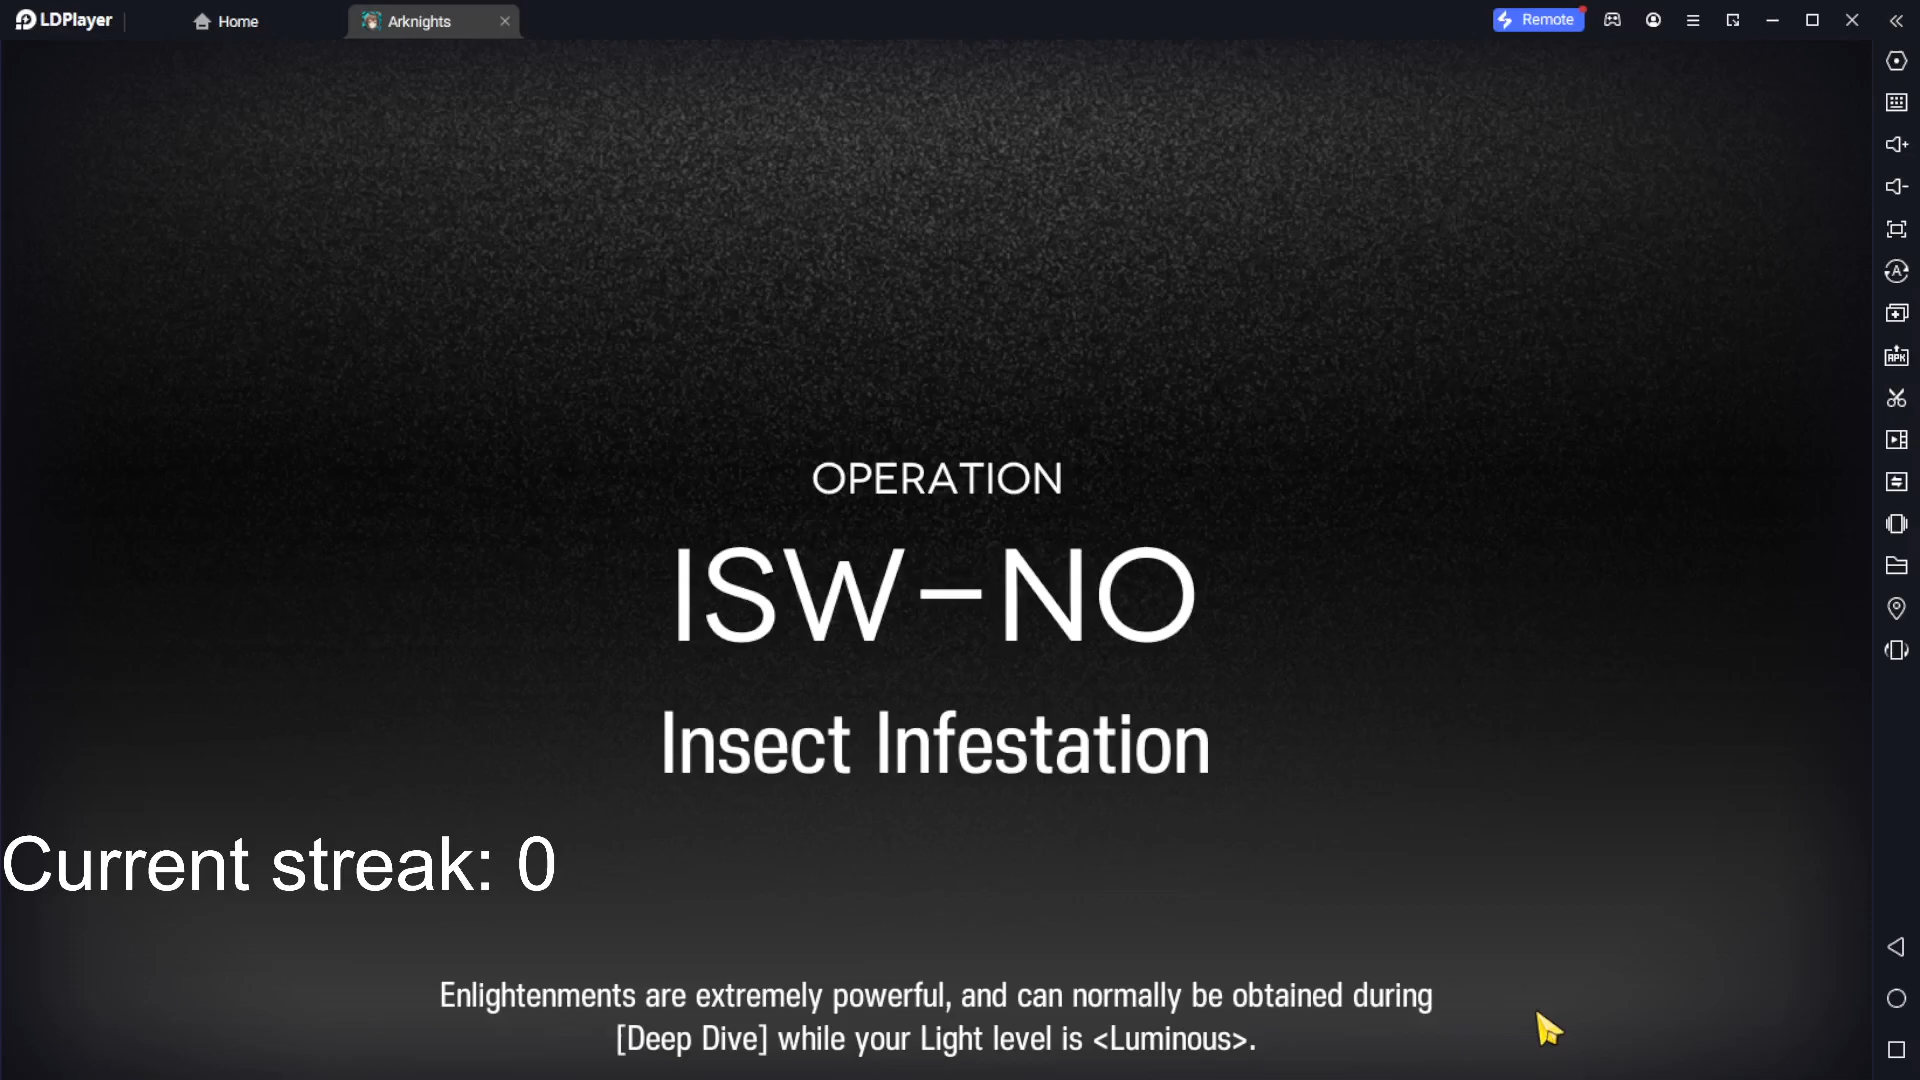 LDPlayer
Home
Arknights
Remote
A
APK
OPERATION
ISW-NO
Insect Infestation
Current streak: 0
Enlightenments are extremely powerful, and can normally be obtained during
[Deep Dive] while your Light level is <Luminous>.